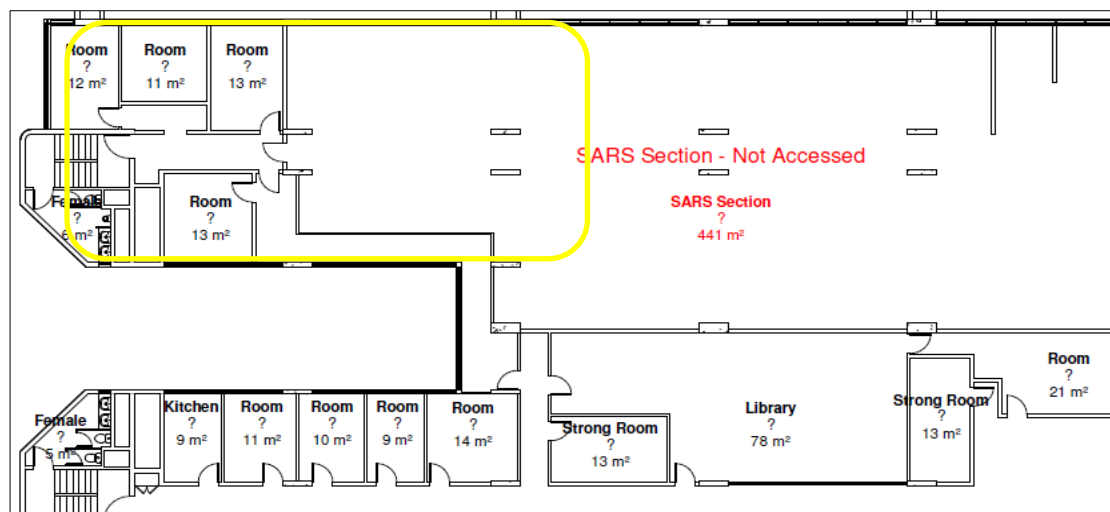 Room
?
12 m²
Room
?
11 m²
Room
?
13 m²
SARS Section - Not Accessed
SARS Section
?
441 m²
Female
?
6 m²
Room
?
13 m²
Room
?
21 m²
Female
?
5 m²
Kitchen
?
9 m²
Room
?
11 m²
Room
?
10 m²
Room
?
9 m²
Room
?
14 m²
Strong Room
?
13 m²
Library
?
78 m²
Strong Room
?
13 m²